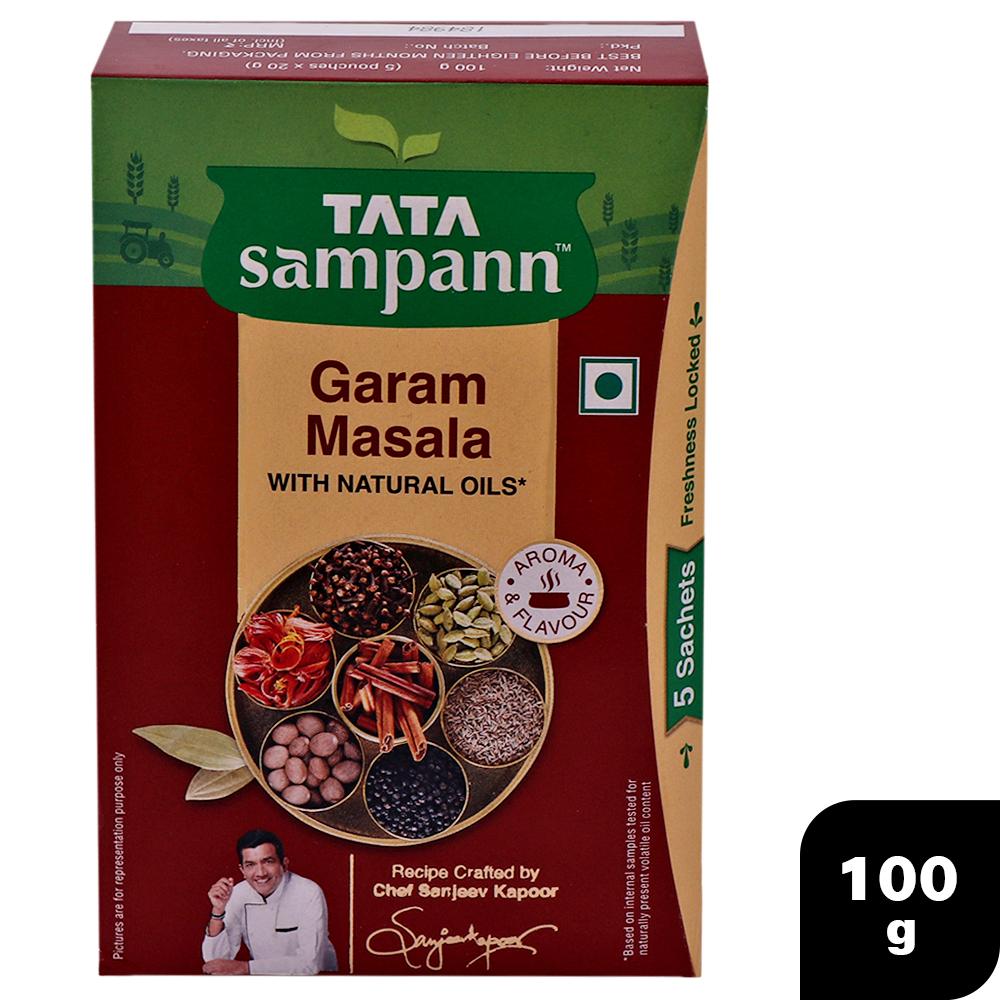 Net Weight: 100 g (5 pouches x 20 g)
BEST BEFORE EIGHTEEN MONTHS FROM PACKAGING.
Pkd.: Batch No.: MRP: ₹
(Incl. of all taxes)
184984
TATA
sampann™
Garam
Masala
WITH NATURAL OILS*
AROMA
& FLAVOUR
Freshness Locked
5 Sachets
Pictures are for representation purpose only
Recipe Crafted by
Chef Sanjeev Kapoor
Sanjeev Kapoor
*Based on internal samples tested for
naturally present volatile oil content
100
g